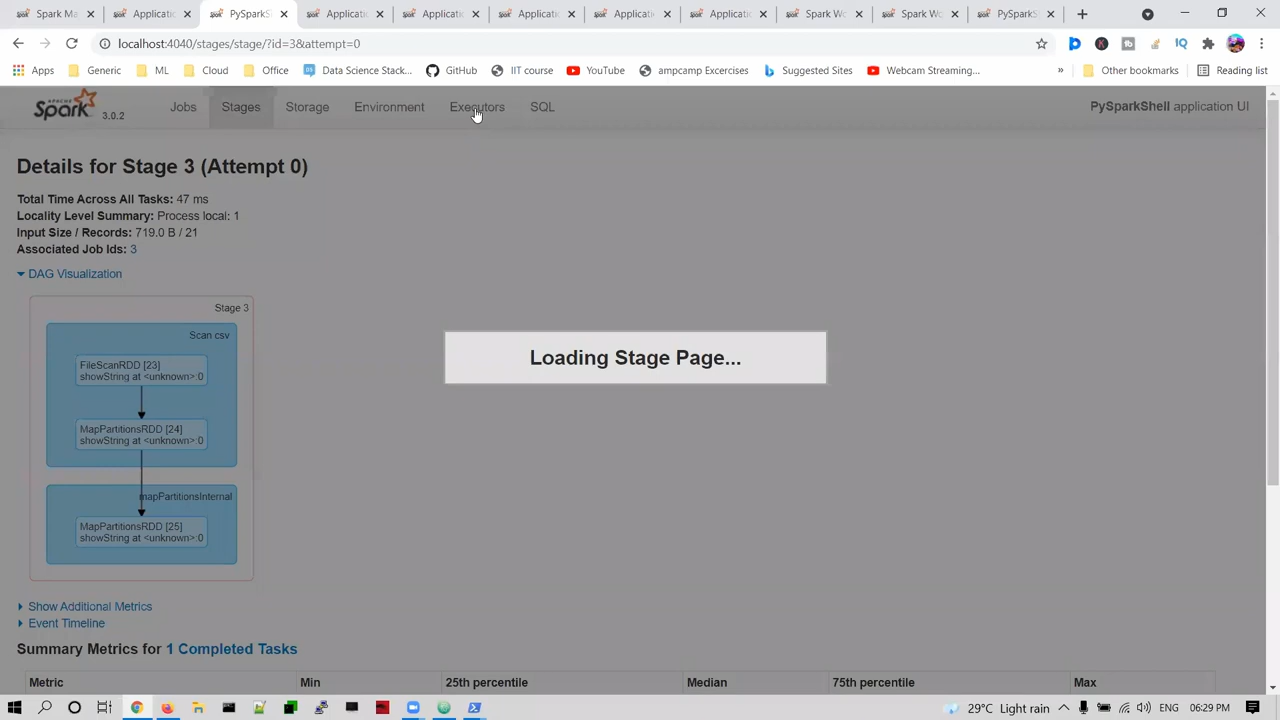 Spark Ma
Application
PySparkS
Application
Applicati
Applicati
Applicatio
Application
Spark Wo
Spark Wo
PySparkS
localhost:4040/stages/stage/?id=3&attempt=0
Apps
Generic
ML
Cloud
Office
Data Science Stack...
GitHub
IIT course
YouTube
ampcamp Excercises
Suggested Sites
Webcam Streaming...
»
Other bookmarks
Reading list
APACHE Spark 3.0.2
Jobs
Stages
Storage
Environment
Executors
SQL
PySparkShell application UI
Details for Stage 3 (Attempt 0)
Total Time Across All Tasks: 47 ms
Locality Level Summary: Process local: 1
Input Size / Records: 719.0 B / 21
Associated Job Ids: 3
DAG Visualization
Stage 3
Scan csv
FileScanRDD [23]
showString at <unknown>:0
MapPartitionsRDD [24]
showString at <unknown>:0
mapPartitionsInternal
MapPartitionsRDD [25]
showString at <unknown>:0
Loading Stage Page...
Show Additional Metrics
Event Timeline
Summary Metrics for 1 Completed Tasks
Metric
Min
25th percentile
Median
75th percentile
Max
29°C Light rain
ENG
06:29 PM